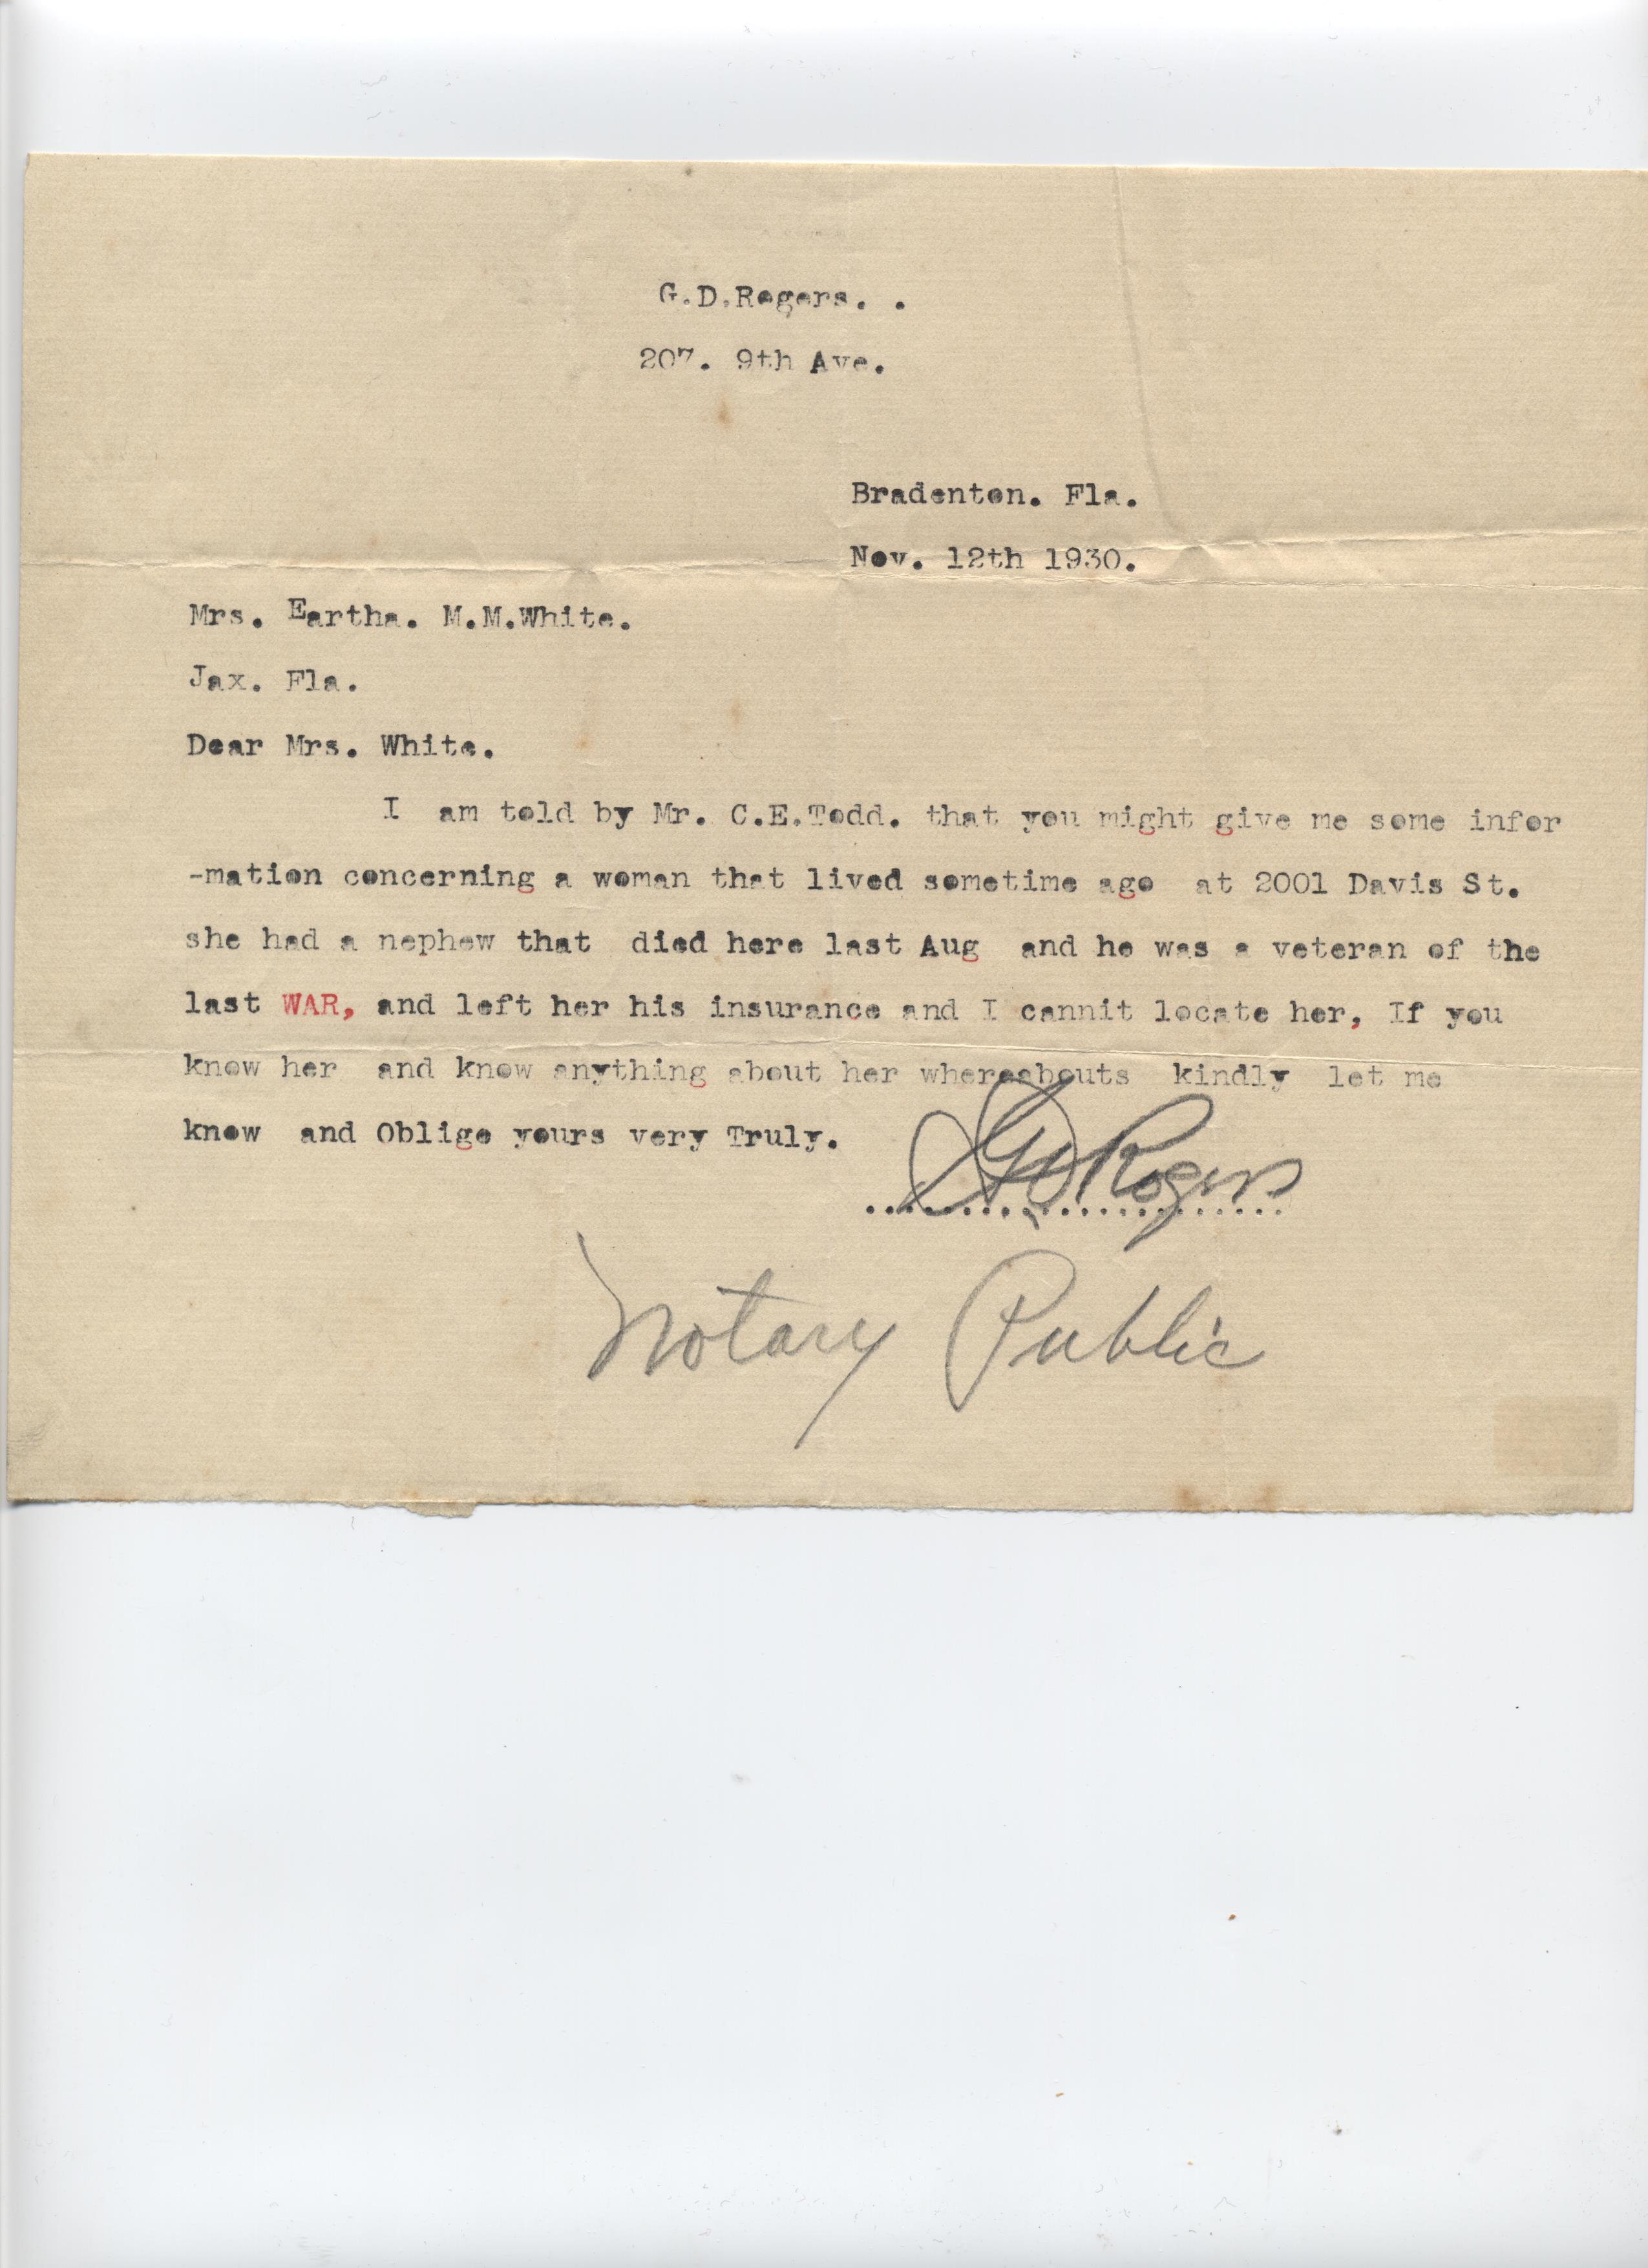 G.D.Rogers. .
207. 9th Ave.
Bradenton. Fla.
Nov. 12th 1930.
Mrs. Eartha. M.M.White.
Jax. Fla.
Dear Mrs. White.
I am told by Mr. C.E.Todd. that you might give me some infor
-mation concerning a woman that lived sometime ago at 2001 Davis St.
she had a nephew that died here last Aug and he was a veteran of the
last WAR, and left her his insurance and I cannit locate her, If you
know her and know anything about her whereabouts kindly let me
know and Oblige yours very Truly.
GDRogers
.......................
Notary Public